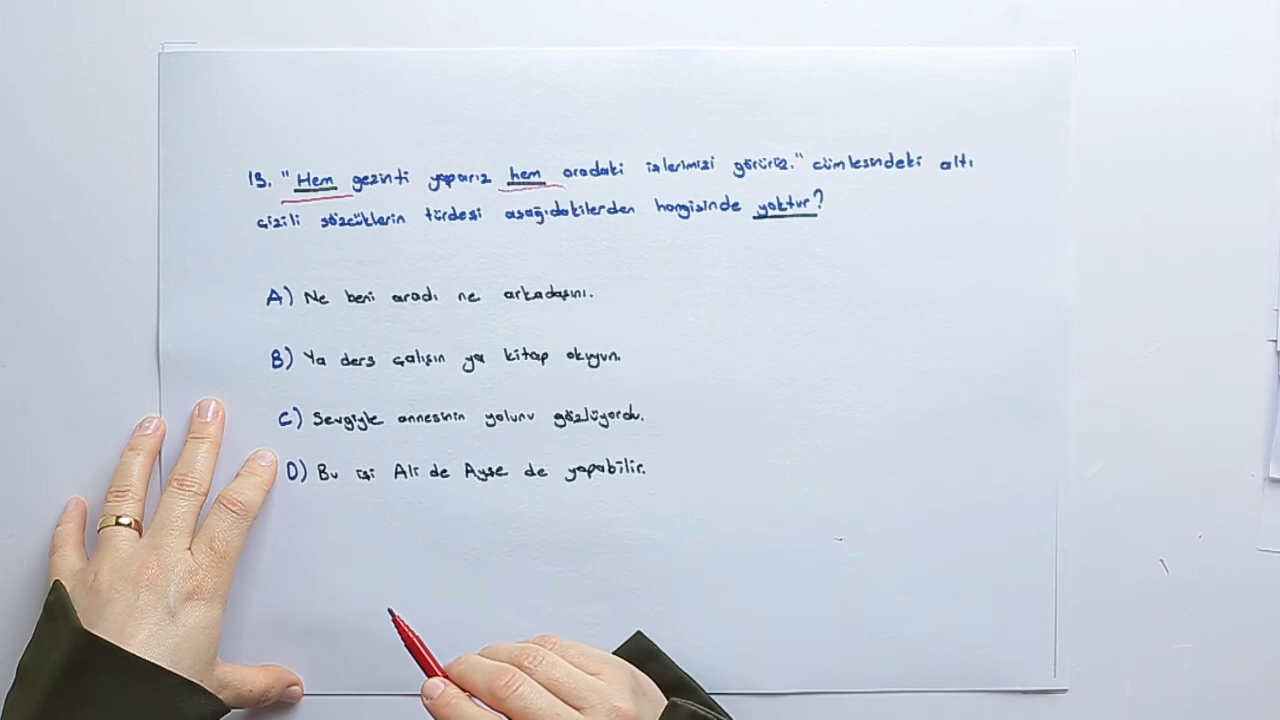 13. "Hem gezinti yaparız hem oradaki işlerimizi görürüz." cümlesindeki altı
çizili sözcüklerin türdeşi aşağıdakilerden hangisinde yoktur?
A) Ne beni aradı ne arkadaşını.
B) Ya ders çalışın ya kitap okuyun.
C) Sevgiyle annesinin yolunu gözlüyordu.
D) Bu işi Ali de Ayşe de yapabilir.